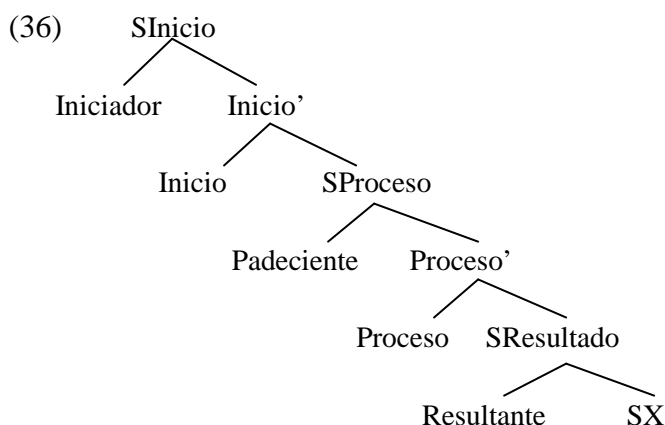 (36) SInicio
Iniciador Inicio’
Inicio SProceso
Padeciente Proceso’
Proceso SResultado
Resultante SX